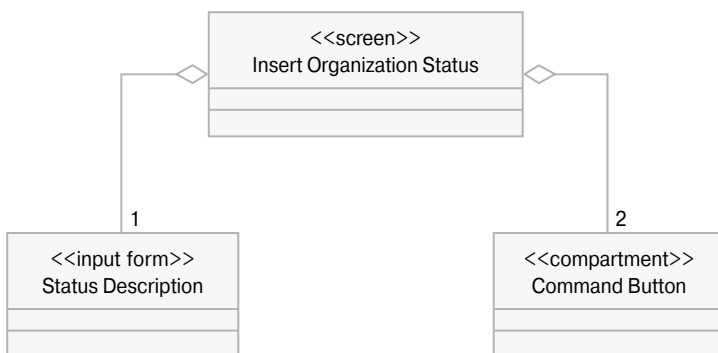 <<screen>>
Insert Organization Status
1
2
<<input form>>
Status Description
<<compartment>>
Command Button